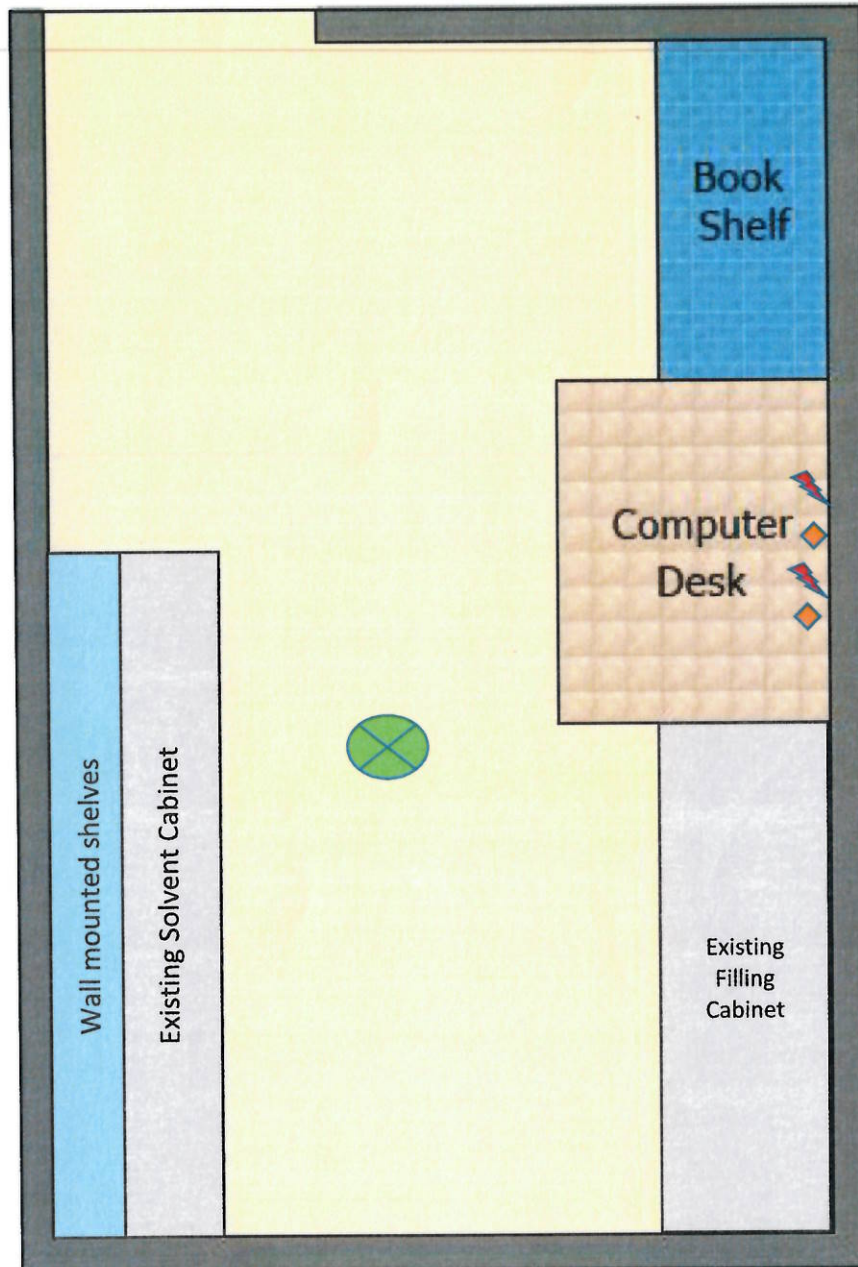 Book
Shelf
Computer
Desk
Wall mounted shelves
Existing Solvent Cabinet
Existing
Filling
Cabinet